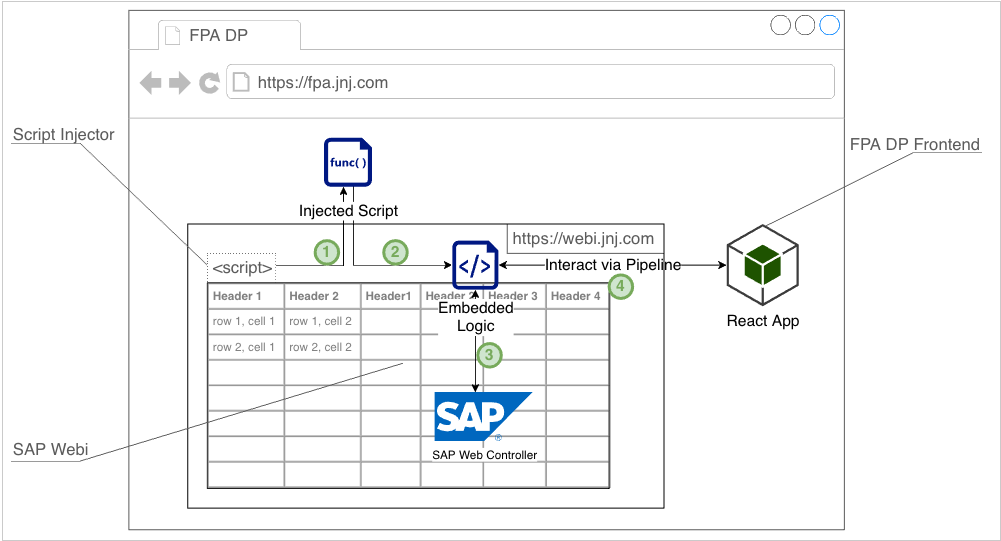 FPA DP
https://fpa.jnj.com
Script Injector
FPA DP Frontend
func( )
Injected Script
https://webi.jnj.com
1
2
<script>
</>
Interact via Pipeline
4
Header 1 Header 2 Header1 Header 2 Header 3 Header 4
row 1, cell 1 row 1, cell 2
Embedded
Logic
React App
row 2, cell 1 row 2, cell 2
3
SAP
®
SAP Webi
SAP Web Controller